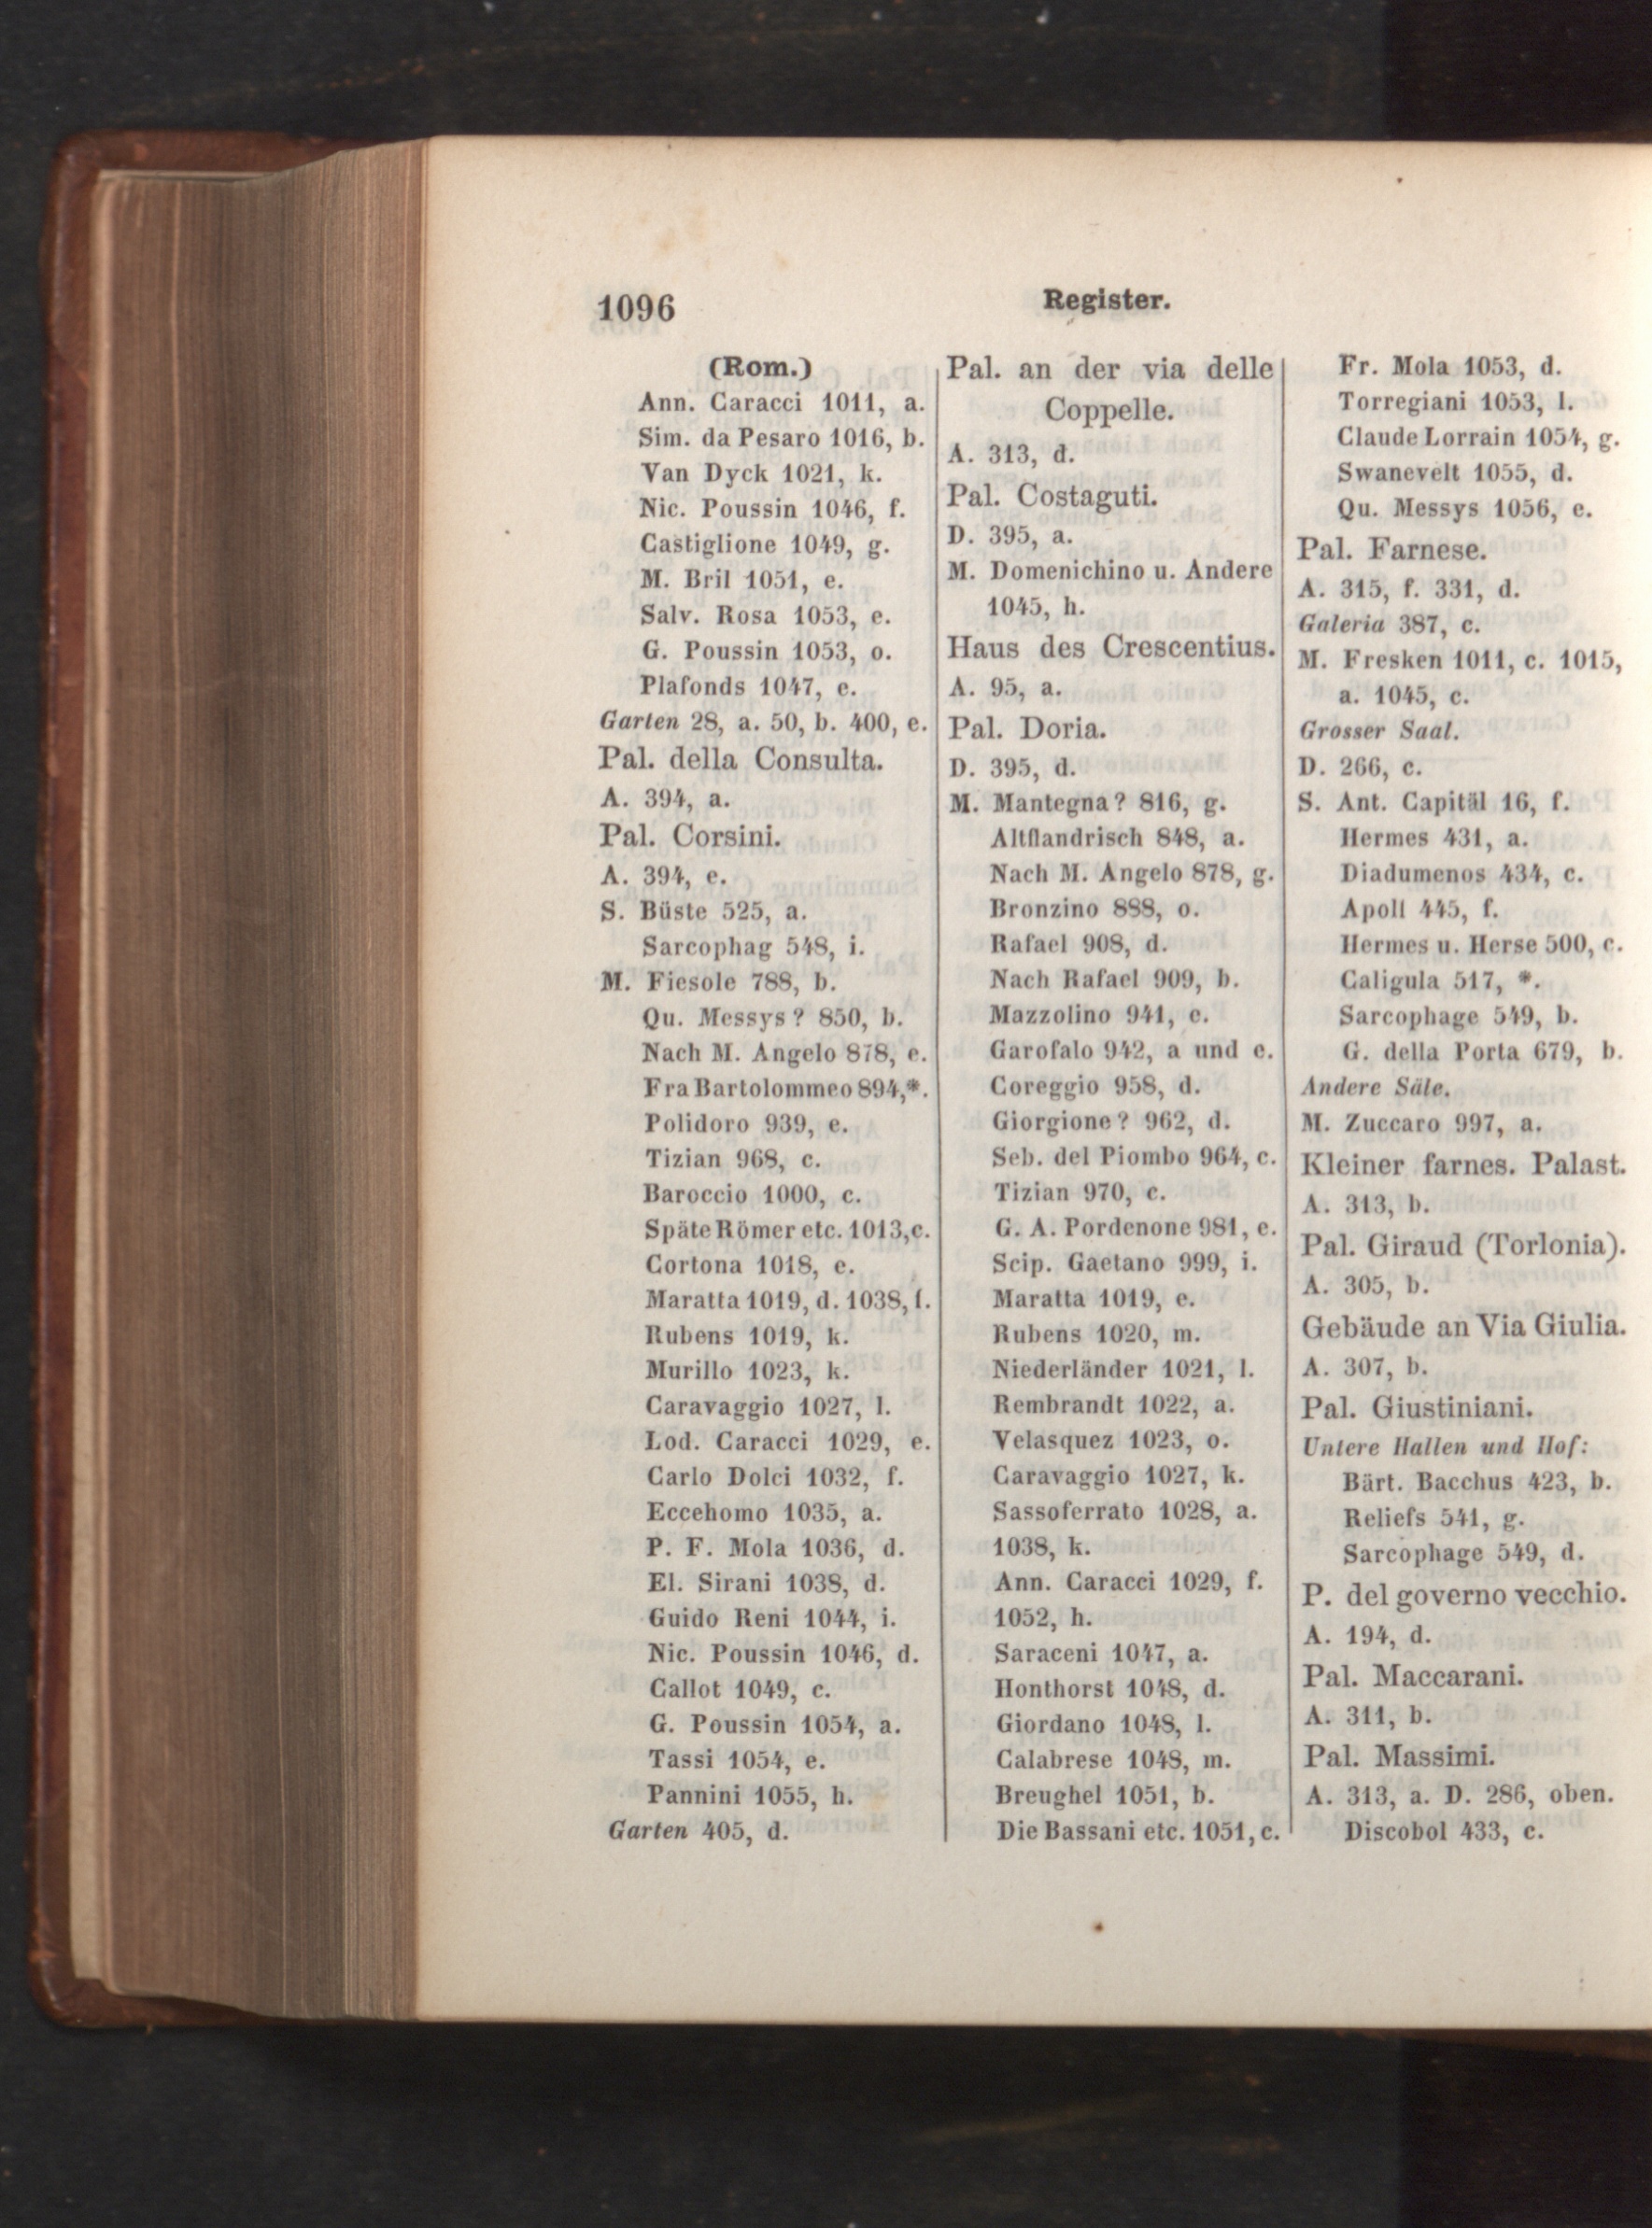 1096
Register.
(Rom.)
Ann. Caracci 1011, a.
Sim. da Pesaro 1016, b.
Van Dyck 1021, k.
Nic. Poussin 1046, f.
Castiglione 1049, g.
M. Bril 1051, e.
Salv. Rosa 1053, e.
G. Poussin 1053, o.
Plafonds 1047, e.
Garten 28, a. 50, b. 400, e.
Pal. della Consulta.
A. 394, a.
Pal. Corsini.
A. 394, e.
S. Büste 525, a.
Sarcophag 548, i.
M. Fiesole 788, b.
Qu. Messys? 850, b.
Nach M. Angelo 878, e.
Fra Bartolommeo 894,*.
Polidoro 939, e.
Tizian 968, c.
Baroccio 1000, c.
Späte Römer etc. 1013, c.
Cortona 1018, e.
Maratta 1019, d. 1038, f.
Rubens 1019, k.
Murillo 1023, k.
Caravaggio 1027, l.
Lod. Caracci 1029, e.
Carlo Dolci 1032, f.
Eccehomo 1035, a.
P. F. Mola 1036, d.
El. Sirani 1038, d.
Guido Reni 1044, i.
Nic. Poussin 1046, d.
Callot 1049, c.
G. Poussin 1054, a.
Tassi 1054, e.
Pannini 1055, h.
Garten 405, d.
Pal. an der via delle
Coppelle.
A. 313, d.
Pal. Costaguti.
D. 395, a.
M. Domenichino u. Andere
1045, h.
Haus des Crescentius.
A. 95, a.
Pal. Doria.
D. 395, d.
M. Mantegna? 816, g.
Altflandrisch 848, a.
Nach M. Angelo 878, g.
Bronzino 888, o.
Rafael 908, d.
Nach Rafael 909, b.
Mazzolino 941, c.
Garofalo 942, a und e.
Coreggio 958, d.
Giorgione? 962, d.
Seb. del Piombo 964, c.
Tizian 970, c.
G. A. Pordenone 981, e.
Scip. Gaetano 999, i.
Maratta 1019, e.
Rubens 1020, m.
Niederländer 1021, l.
Rembrandt 1022, a.
Velasquez 1023, o.
Caravaggio 1027, k.
Sassoferrato 1028, a.
1038, k.
Ann. Caracci 1029, f.
1052, h.
Saraceni 1047, a.
Honthorst 1048, d.
Giordano 1048, l.
Calabrese 1048, m.
Breughel 1051, b.
Die Bassani etc. 1051, c.
Fr. Mola 1053, d.
Torregiani 1053, l.
Claude Lorrain 1054, g.
Swanevelt 1055, d.
Qu. Messys 1056, e.
Pal. Farnese.
A. 315, f. 331, d.
Galeria 387, c.
M. Fresken 1011, c. 1015,
a. 1045, c.
Grosser Saal.
D. 266, c.
S. Ant. Capitäl 16, f.
Hermes 431, a.
Diadumenos 434, c.
Apoll 445, f.
Hermes u. Herse 500, c.
Caligula 517, *.
Sarcophage 549, b.
G. della Porta 679, b.
Andere Säle.
M. Zuccaro 997, a.
Kleiner farnes. Palast.
A. 313, b.
Pal. Giraud (Torlonia).
A. 305, b.
Gebäude an Via Giulia.
A. 307, b.
Pal. Giustiniani.
Untere Hallen und Hof:
Bärt. Bacchus 423, b.
Reliefs 541, g.
Sarcophage 549, d.
P. del governo vecchio.
A. 194, d.
Pal. Maccarani.
A. 311, b.
Pal. Massimi.
A. 313, a. D. 286, oben.
Discobol 433, c.